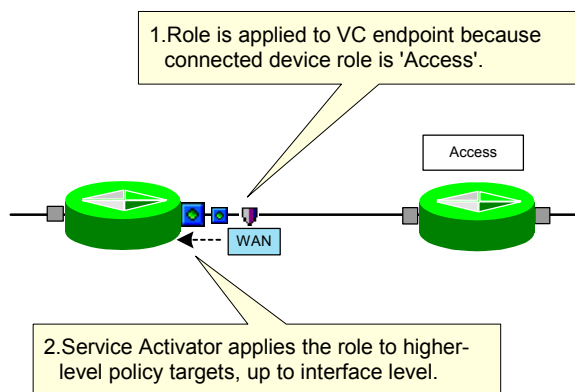 1.Role is applied to VC endpoint because
connected device role is 'Access'.
Access
WAN
2.Service Activator applies the role to higher-
level policy targets, up to interface level.